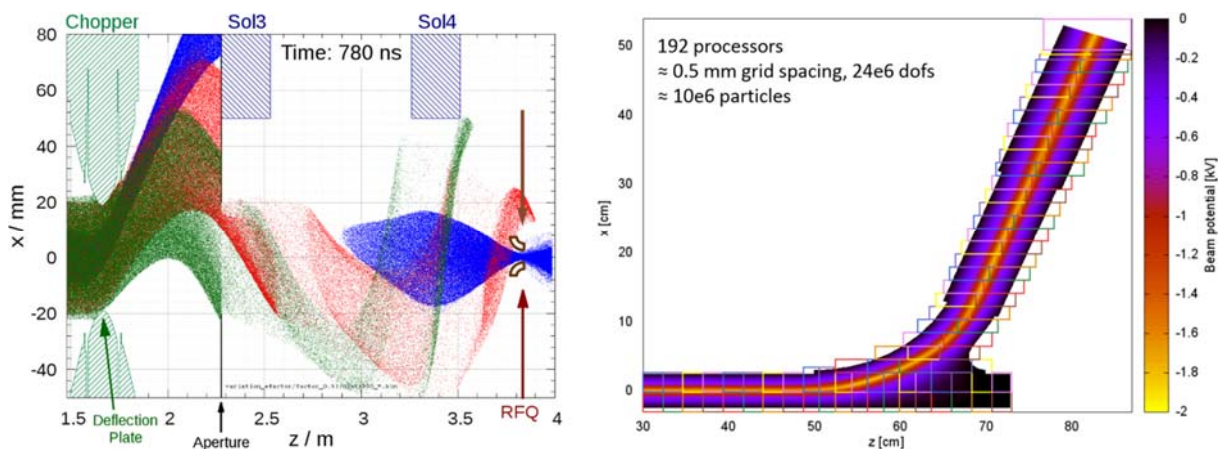 Chopper
Sol3
Sol4
Time: 780 ns
80
60
40
20
0
-20
-40
x / mm
1.5
2
2.5
3
3.5
4
z / m
Deflection
Plate
Aperture
RFQ
192 processors
≈ 0.5 mm grid spacing, 24e6 dofs
≈ 10e6 particles
50
40
30
20
10
0
x [cm]
30
40
50
60
70
80
z [cm]
0
-0.2
-0.4
-0.6
-0.8
-1
-1.2
-1.4
-1.6
-1.8
-2
Beam potential [kV]